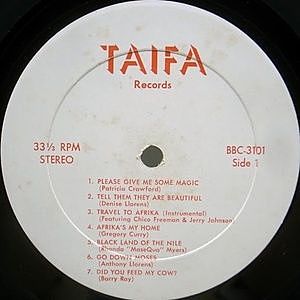 TAIFA
Records
33⅓ RPM
STEREO
BBC-3101
Side 1
1. PLEASE GIVE ME SOME MAGIC
(Patricia Crawford)
2. TELL THEM THEY ARE BEAUTIFUL
(Denise Llorens)
3. TRAVEL TO AFRIKA (Instrumental)
(Featuring Chico Freeman & Jerry Johnson)
4. AFRIKA'S MY HOME
(Gregory Curry)
5. BLACK LAND OF THE NILE
(Ahanda "MaseQua" Myers)
6. GO DOWN MOSES
(Anthony Llorens)
7. DID YOU FEED MY COW?
(Barry Ray)